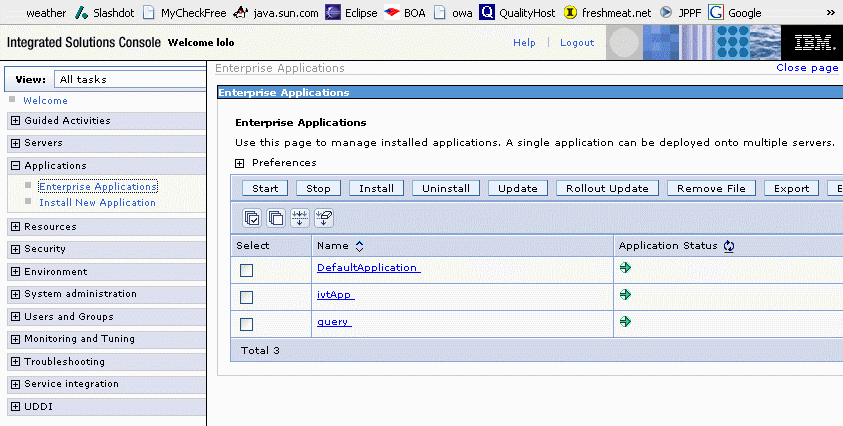 weather Slashdot MyCheckFree java.sun.com Eclipse BOA owa QualityHost freshmeat.net JPPF Google »
Integrated Solutions Console Welcome lolo Help Logout IBM.
View: All tasks
Enterprise Applications Close page
Welcome
Guided Activities
Servers
Applications
Enterprise Applications
Install New Application
Resources
Security
Environment
System administration
Users and Groups
Monitoring and Tuning
Troubleshooting
Service integration
UDDI
Enterprise Applications
Enterprise Applications
Use this page to manage installed applications. A single application can be deployed onto multiple servers.
Preferences
Start Stop Install Uninstall Update Rollout Update Remove File Export E
Select Name Application Status
DefaultApplication
ivtApp
query
Total 3